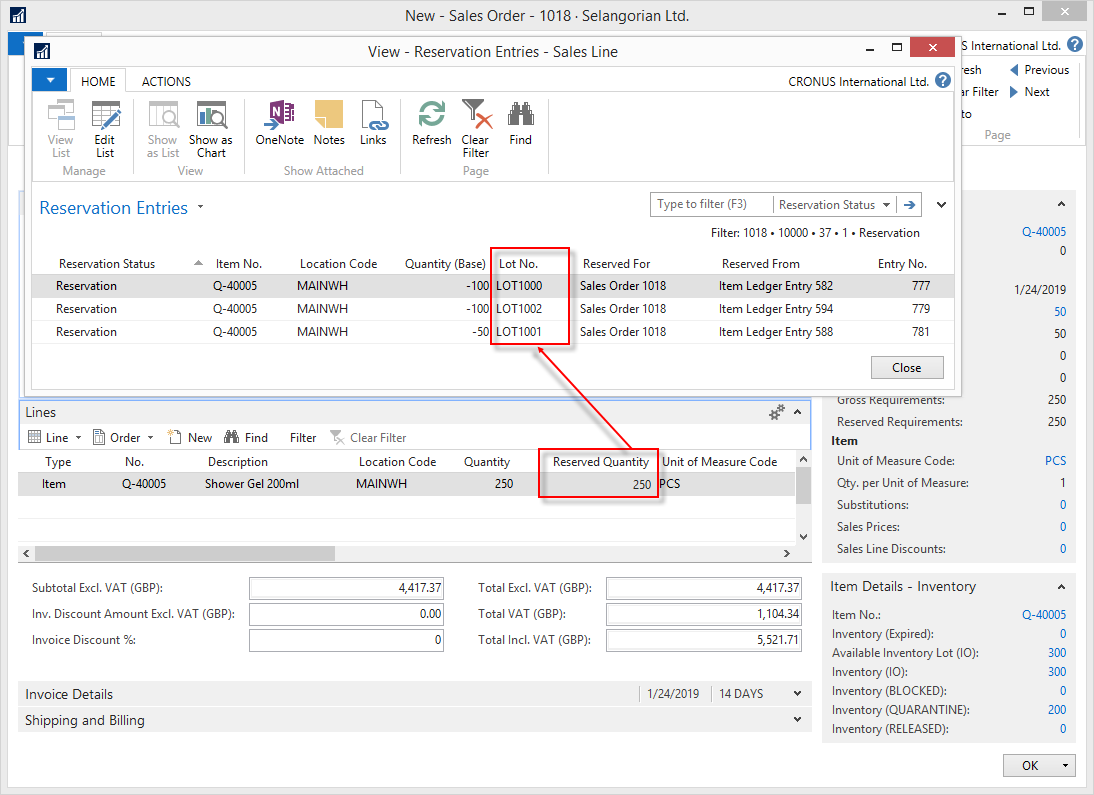 New - Sales Order - 1018 · Selangorian Ltd.
View - Reservation Entries - Sales Line
HOME ACTIONS
CRONUS International Ltd.
S International Ltd.
View List
Edit List
Manage
Show as List
Show as Chart
View
OneNote
Notes
Links
Show Attached
Refresh
Clear Filter
Find
Page
resh
Previous
ar Filter
Next
to
Page
Reservation Entries
Type to filter (F3) Reservation Status
Filter: 1018 • 10000 • 37 • 1 • Reservation
Reservation Status Item No. Location Code Quantity (Base) Lot No. Reserved For Reserved From Entry No.
Reservation Q-40005 MAINWH -100 LOT1000 Sales Order 1018 Item Ledger Entry 582 777
Reservation Q-40005 MAINWH -100 LOT1002 Sales Order 1018 Item Ledger Entry 594 779
Reservation Q-40005 MAINWH -50 LOT1001 Sales Order 1018 Item Ledger Entry 588 781
Close
Lines
Line Order New Find Filter Clear Filter
Type No. Description Location Code Quantity Reserved Quantity Unit of Measure Code
Item Q-40005 Shower Gel 200ml MAINWH 250 250 PCS
Subtotal Excl. VAT (GBP): 4,417.37
Inv. Discount Amount Excl. VAT (GBP): 0.00
Invoice Discount %: 0
Total Excl. VAT (GBP): 4,417.37
Total VAT (GBP): 1,104.34
Total Incl. VAT (GBP): 5,521.71
Invoice Details 1/24/2019 14 DAYS
Shipping and Billing
Q-40005
0
1/24/2019
50
50
0
0
Gross Requirements: 250
Reserved Requirements: 250
Item
Unit of Measure Code: PCS
Qty. per Unit of Measure: 1
Substitutions: 0
Sales Prices: 0
Sales Line Discounts: 0
Item Details - Inventory
Item No.: Q-40005
Inventory (Expired): 0
Available Inventory Lot (IO): 300
Inventory (IO): 300
Inventory (BLOCKED): 0
Inventory (QUARANTINE): 200
Inventory (RELEASED): 0
OK